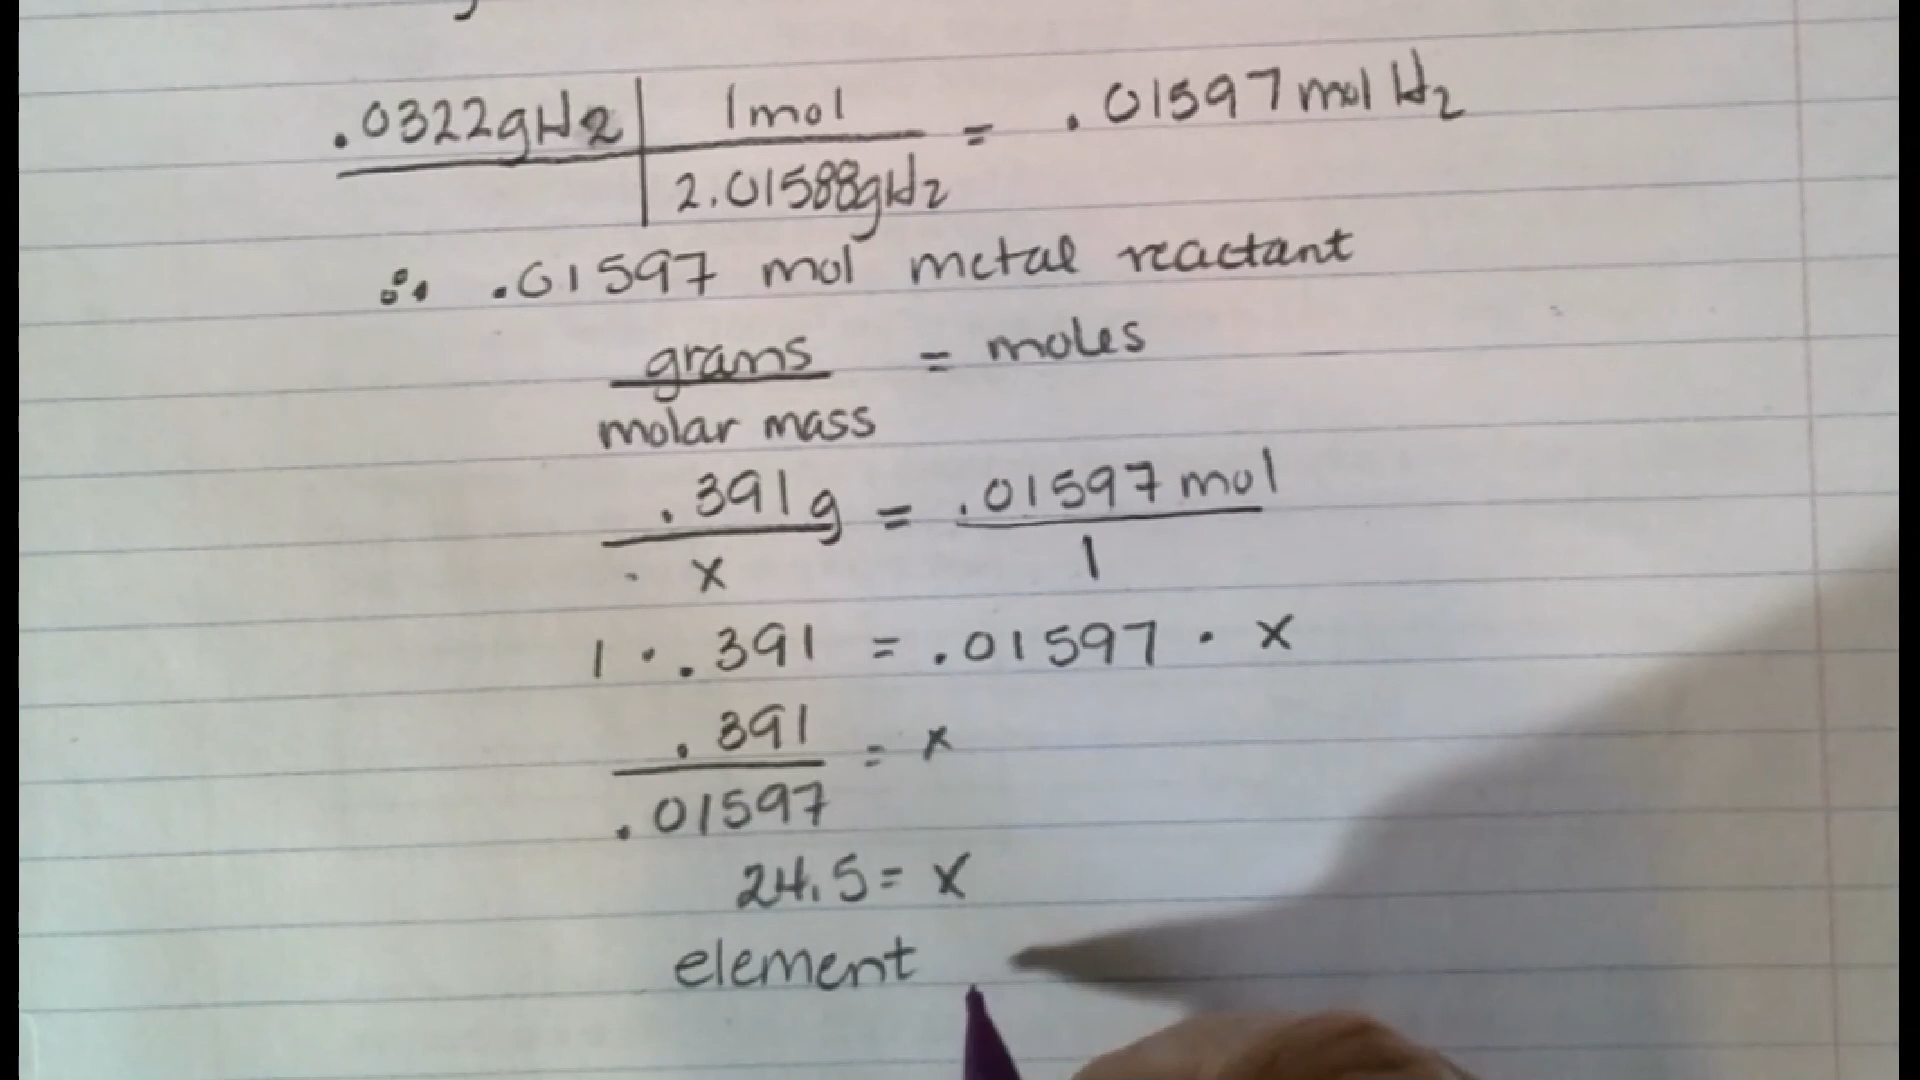 .0322gH2 | 1mol = .01597 mol H2
2.01588gH2
∴ .01597 mol metal reactant
grams = moles
molar mass
.391g = .01597 mol
x 1
1 · .391 = .01597 · x
.391 = x
.01597
24.5 = x
element